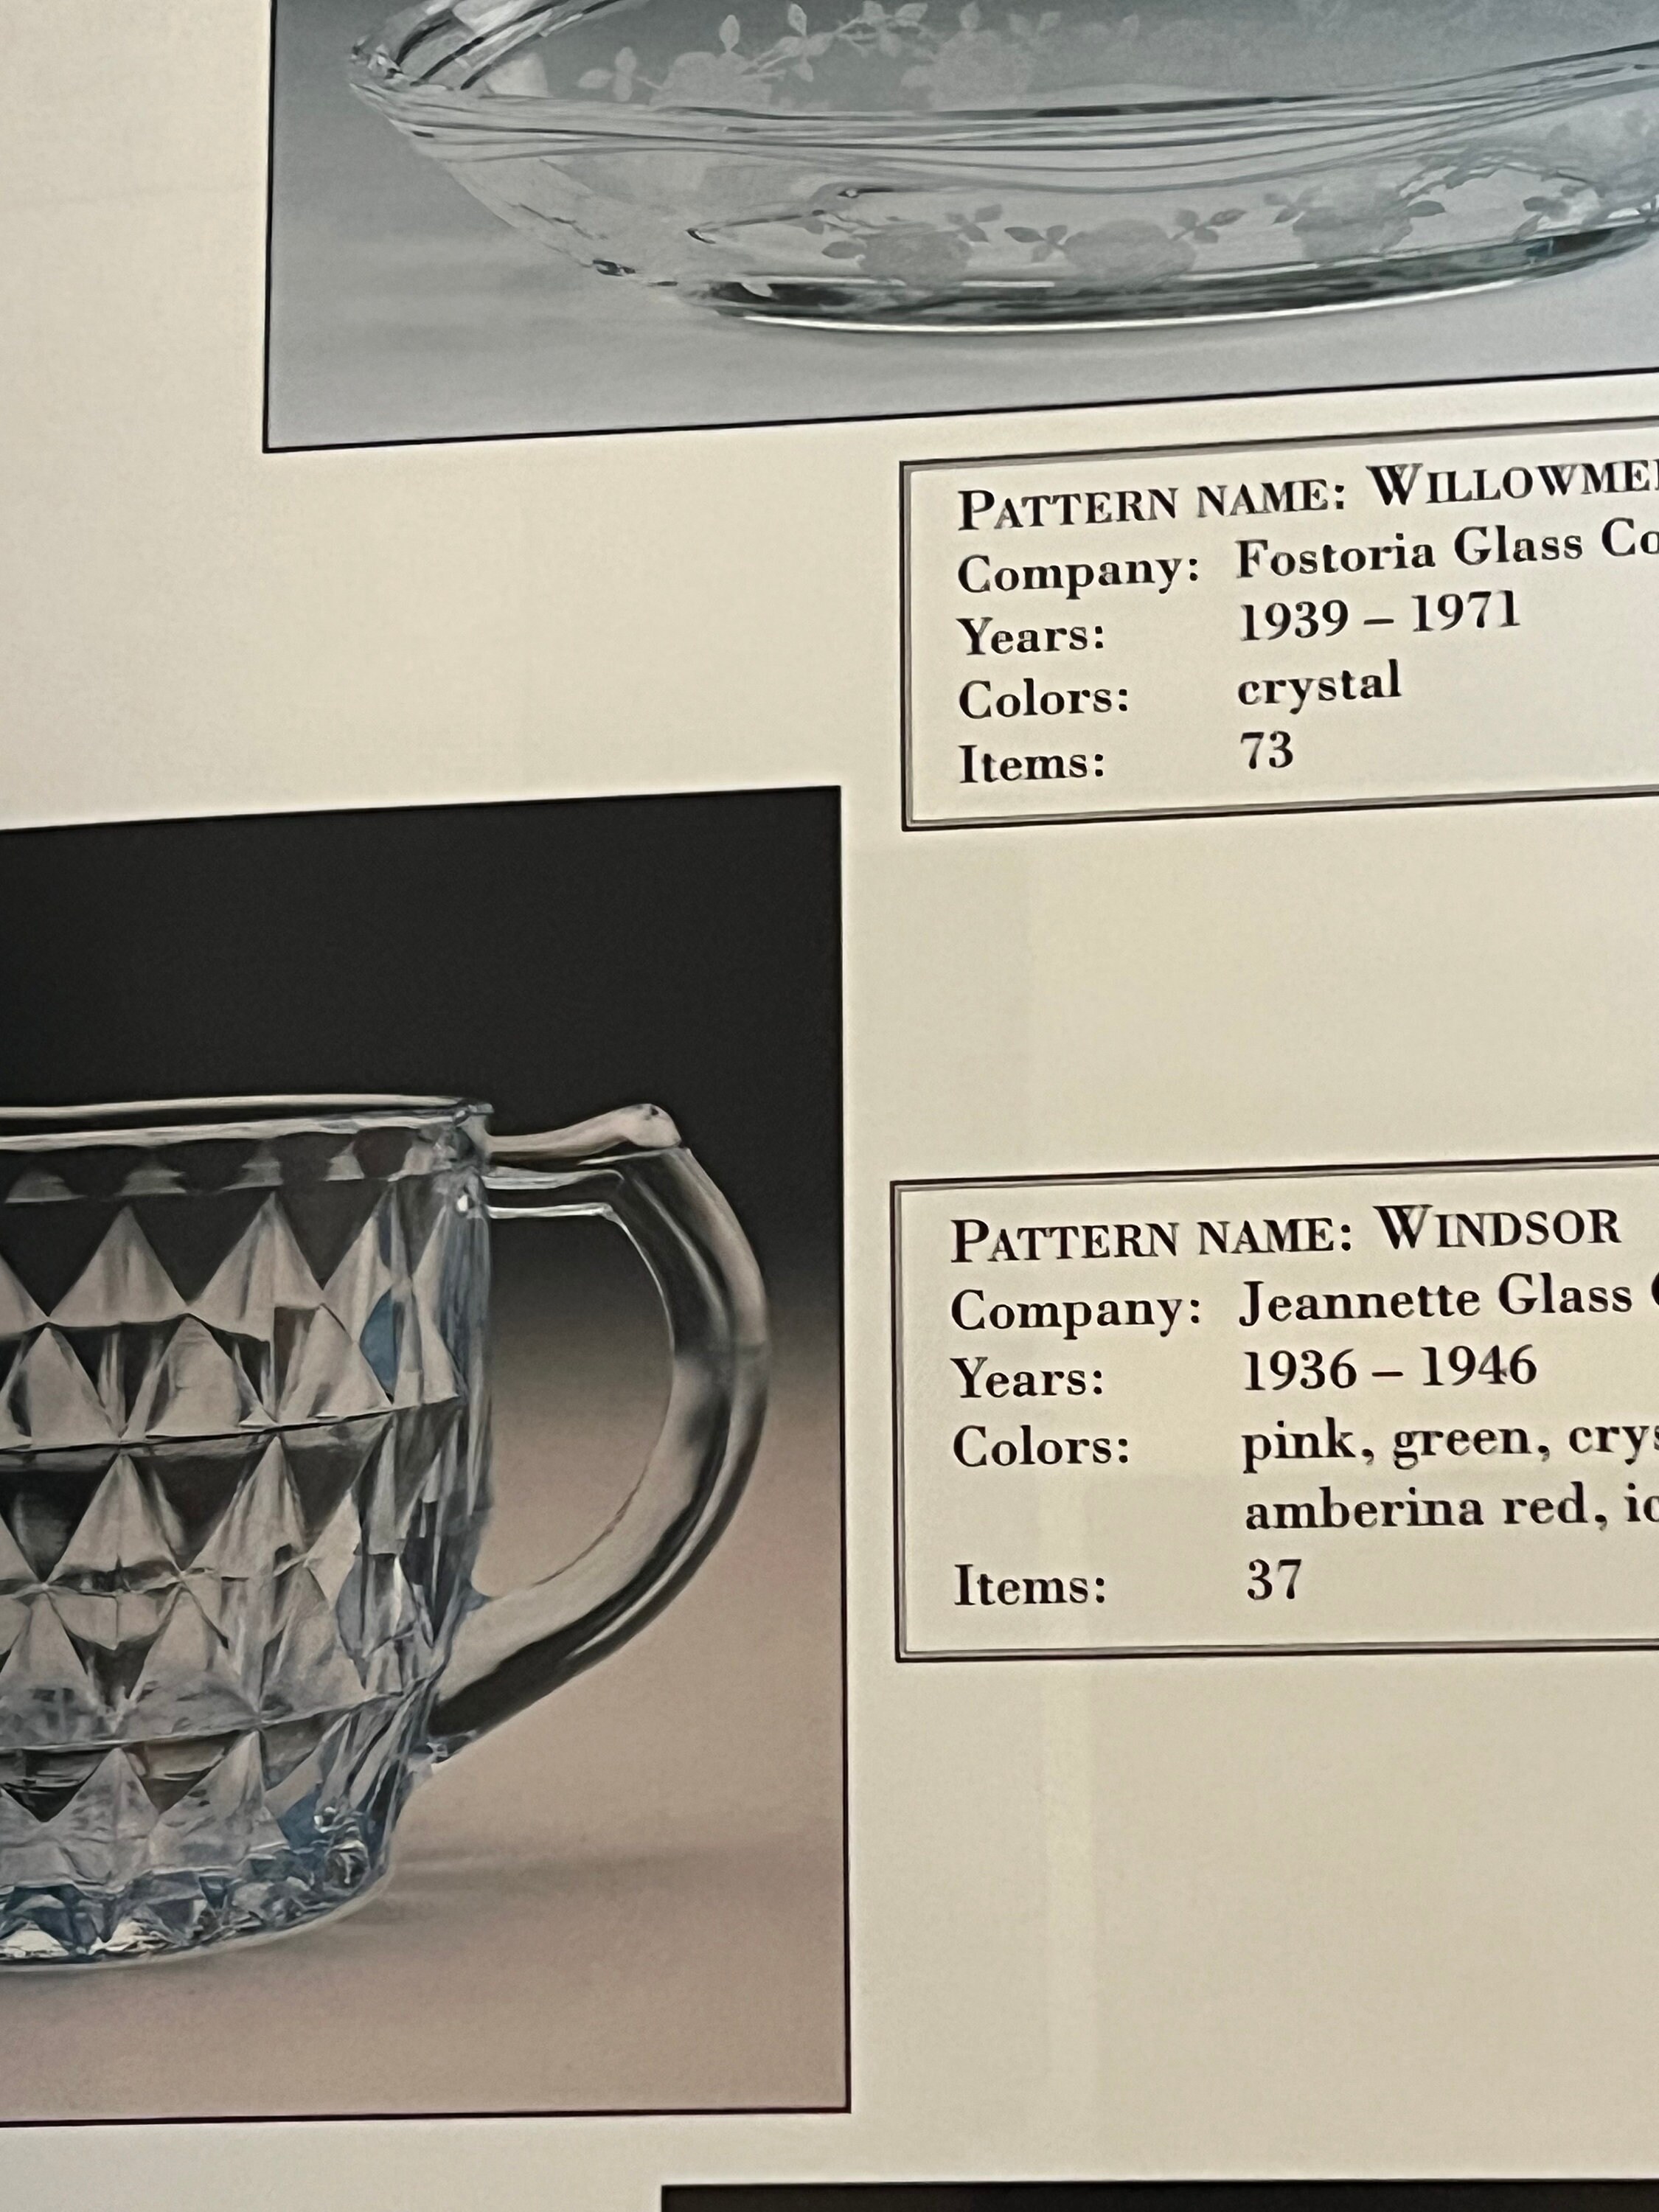 PATTERN NAME: WILLOWME
Company: Fostoria Glass Co
Years: 1939 – 1971
Colors: crystal
Items: 73
PATTERN NAME: WINDSOR
Company: Jeannette Glass
Years: 1936 – 1946
Colors: pink, green, crys
amberina red, ic
Items: 37